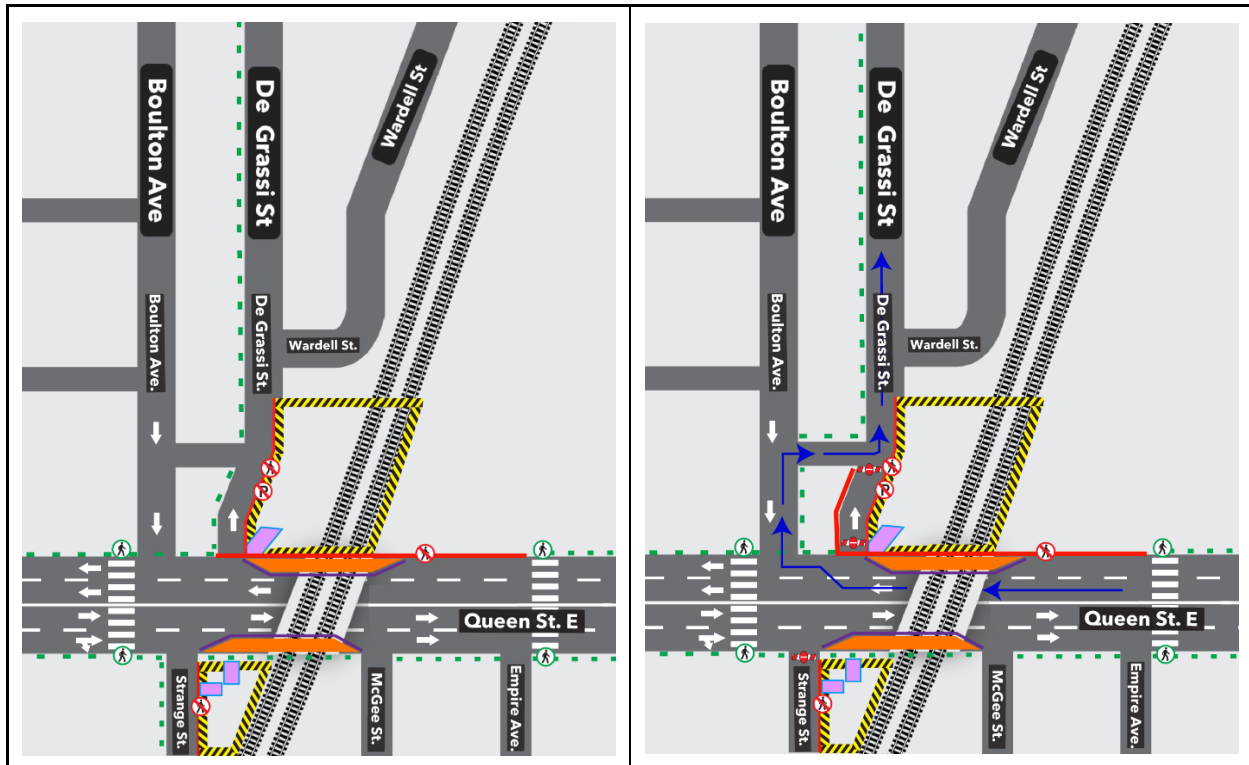 Boulton Ave
De Grassi St
Wardell St
Boulton Ave.
De Grassi St.
Wardell St.
P
Queen St. E
Strange St.
McGee St.
Empire Ave.
Boulton Ave
De Grassi St
Wardell St
Boulton Ave.
De Grassi St.
Wardell St.
P
Queen St. E
Strange St.
McGee St.
Empire Ave.